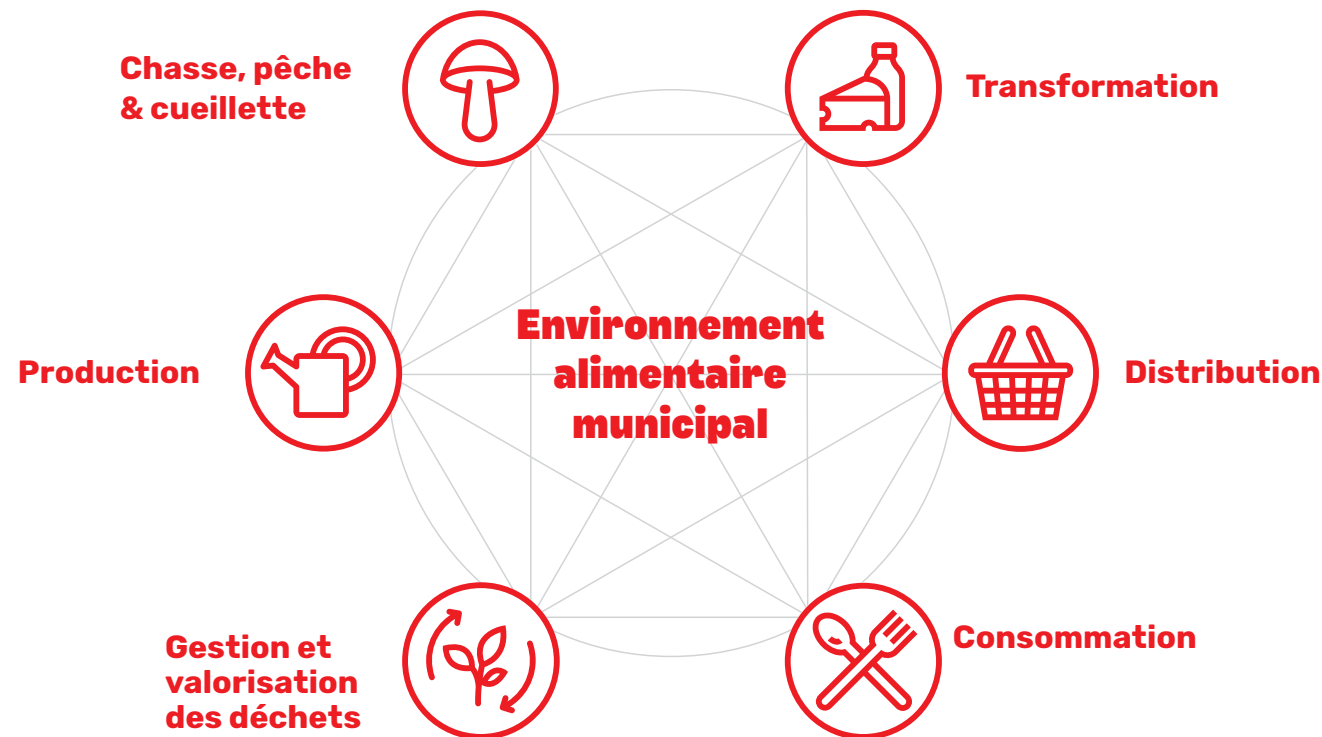 Chasse, pêche
& cueillette
Transformation
Environnement
alimentaire
municipal
Production
Distribution
Gestion et
valorisation
des déchets
Consommation